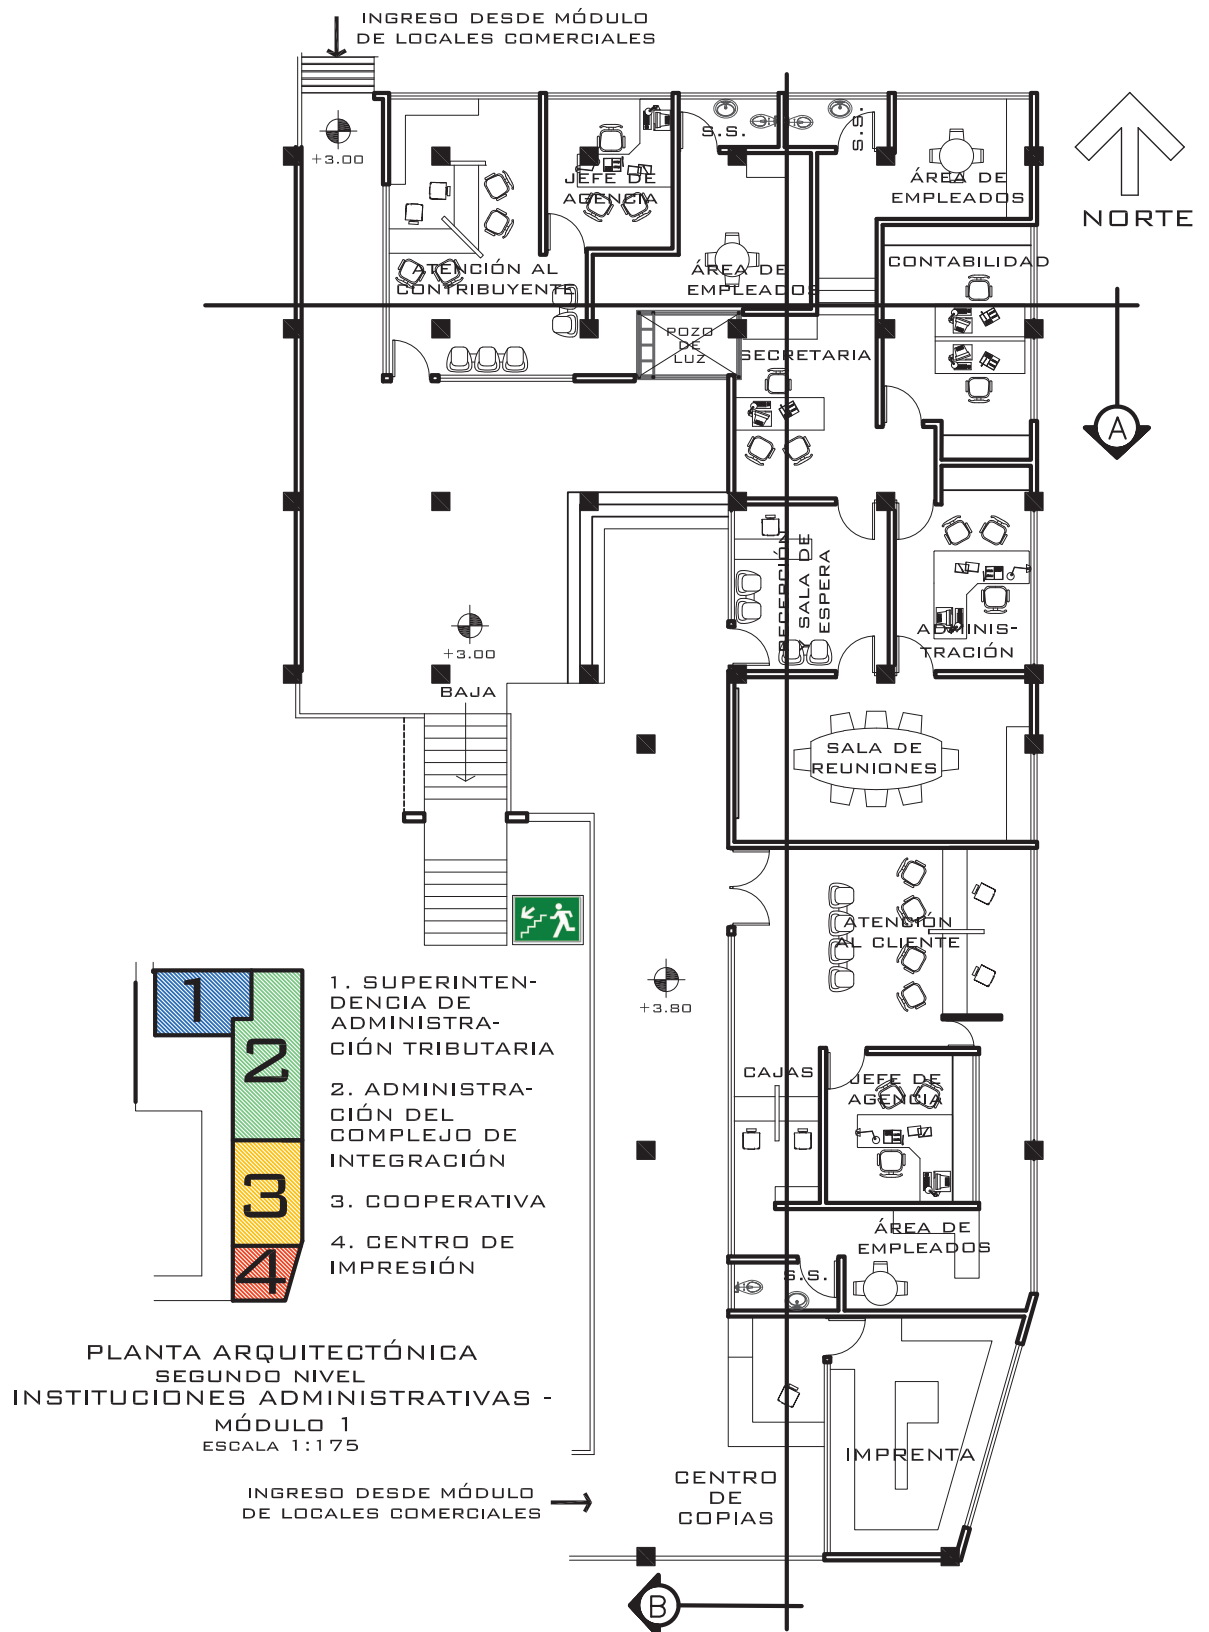 INGRESO DESDE MÓDULO
DE LOCALES COMERCIALES
+3.00
S.S.
S.S.
JEFE DE
AGENCIA
ÁREA DE
EMPLEADOS
NORTE
ATENCIÓN AL
CONTRIBUYENTE
ÁREA DE
EMPLEADOS
CONTABILIDAD
POZO
DE
LUZ
SECRETARIA
A
RECEPCIÓN
SALA DE
ESPERA
+3.00
BAJA
ADMINIS-
TRACIÓN
SALA DE
REUNIONES
ATENCIÓN
AL CLIENTE
+3.80
1
2
3
4
1. SUPERINTEN-
DENCIA DE
ADMINISTRA-
CIÓN TRIBUTARIA
2. ADMINISTRA-
CIÓN DEL
COMPLEJO DE
INTEGRACIÓN
3. COOPERATIVA
4. CENTRO DE
IMPRESIÓN
CAJAS
JEFE DE
AGENCIA
ÁREA DE
EMPLEADOS
S.S.
PLANTA ARQUITECTÓNICA
SEGUNDO NIVEL
INSTITUCIONES ADMINISTRATIVAS -
MÓDULO 1
ESCALA 1:175
IMPRENTA
CENTRO
DE
COPIAS
INGRESO DESDE MÓDULO
DE LOCALES COMERCIALES
B